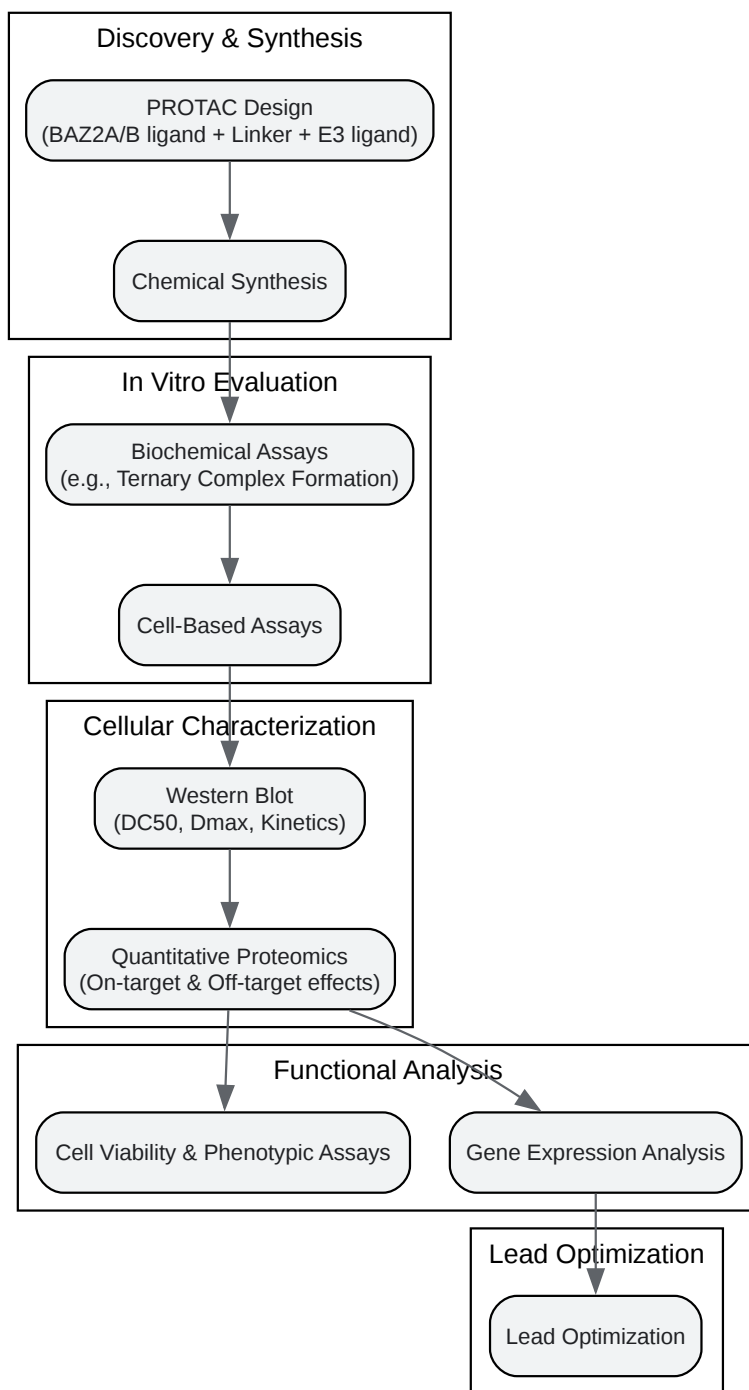 Discovery & Synthesis
PROTAC Design
(BAZ2A/B ligand + Linker + E3 ligand)
Chemical Synthesis
In Vitro Evaluation
Biochemical Assays
(e.g., Ternary Complex Formation)
Cell-Based Assays
Cellular Characterization
Western Blot
(DC50, Dmax, Kinetics)
Quantitative Proteomics
(On-target & Off-target effects)
Functional Analysis
Cell Viability & Phenotypic Assays
Gene Expression Analysis
Lead Optimization
Lead Optimization